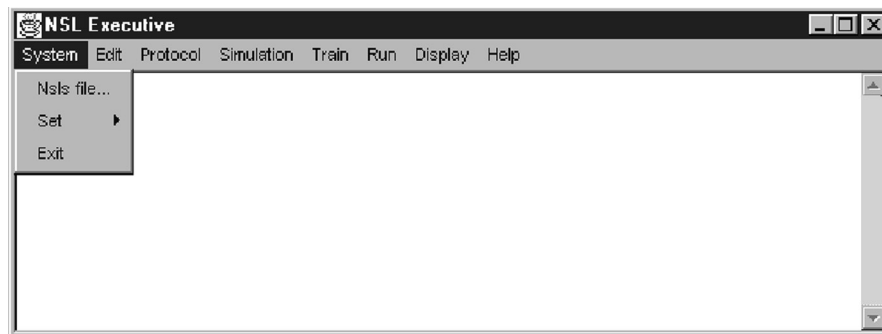 NSL Executive
System Edit Protocol Simulation Train Run Display Help
Nsls file...
Set
Exit